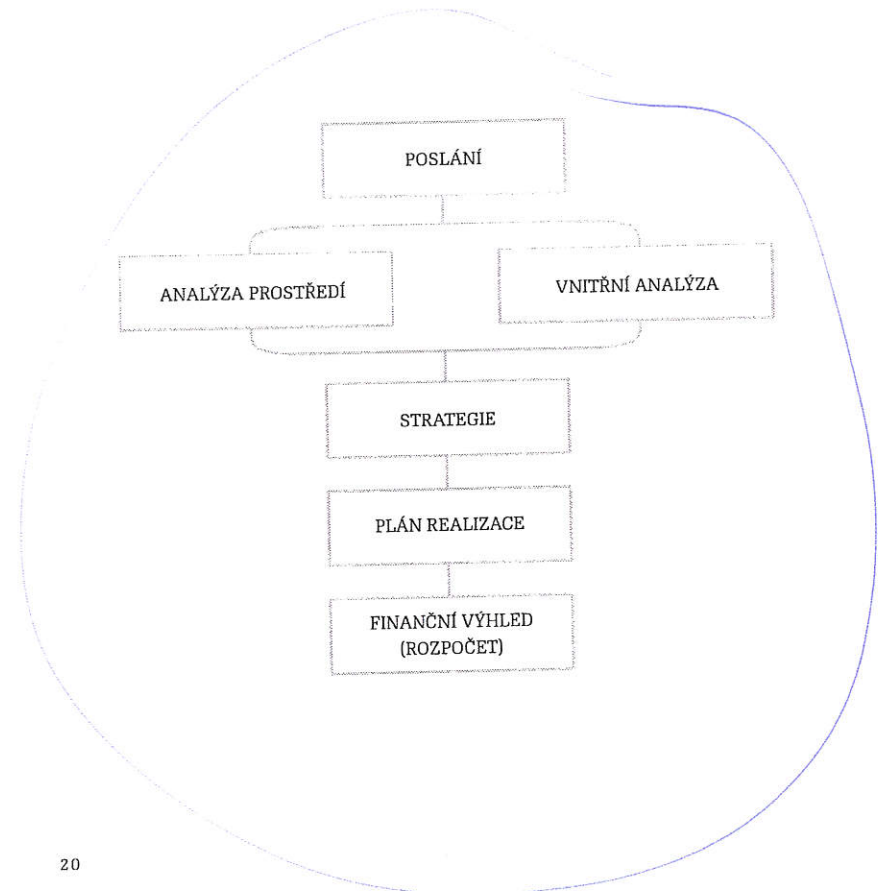 POSLÁNÍ
ANALÝZA PROSTŘEDÍ
VNITŘNÍ ANALÝZA
STRATEGIE
PLÁN REALIZACE
FINANČNÍ VÝHLED
(ROZPOČET)
20